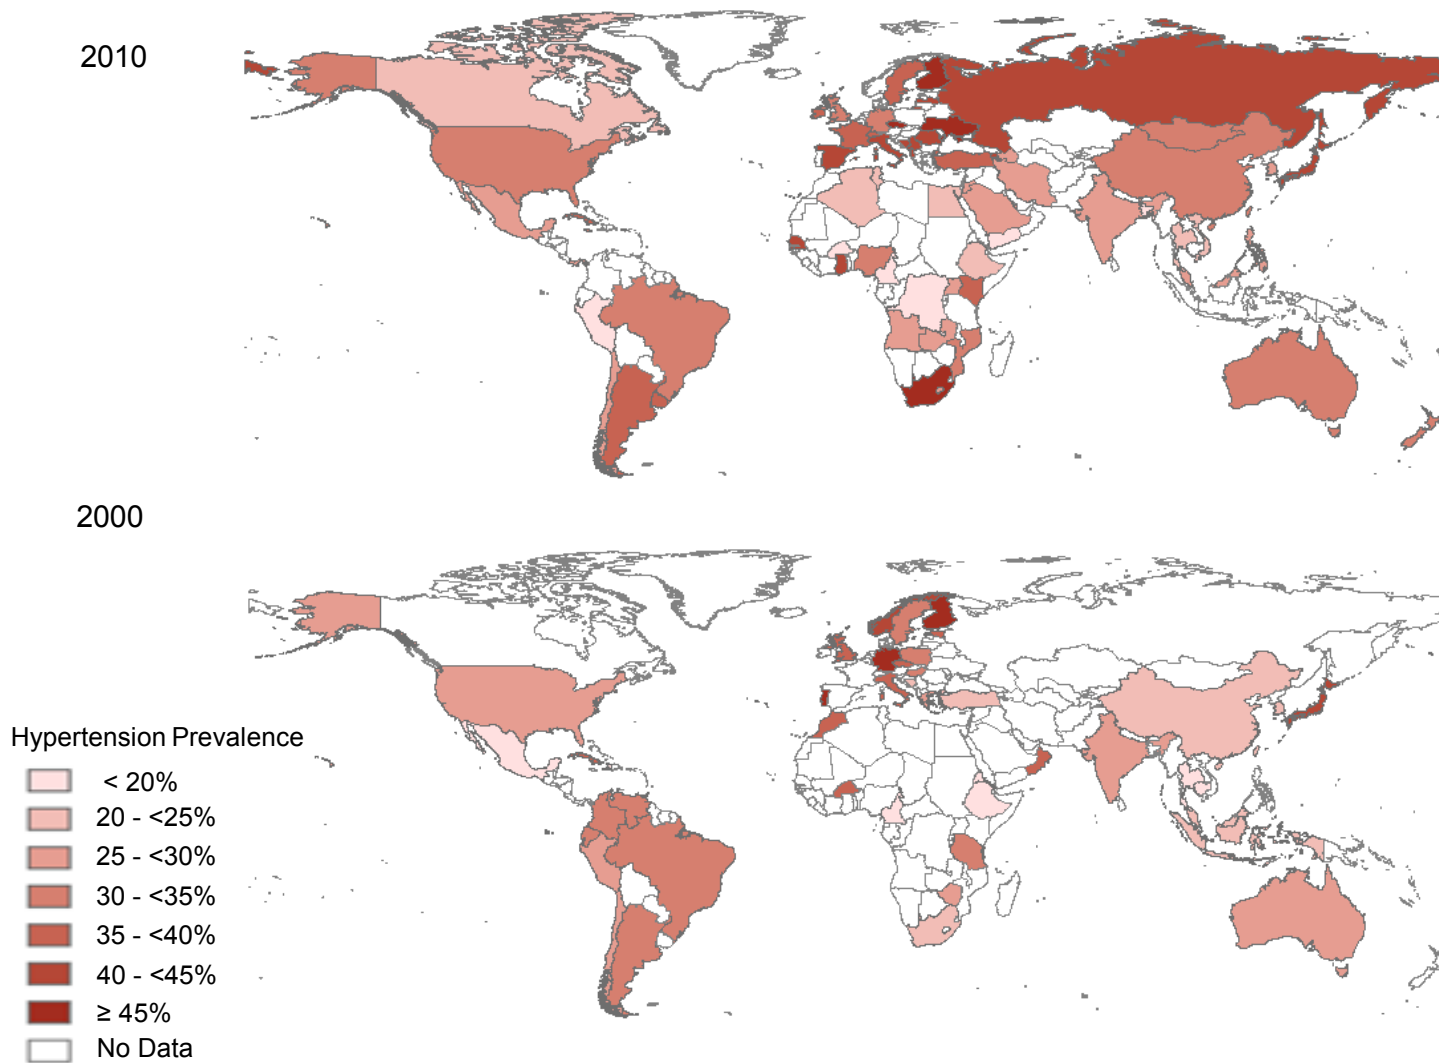 2010
2000
Hypertension Prevalence
< 20%
20 - <25%
25 - <30%
30 - <35%
35 - <40%
40 - <45%
≥ 45%
No Data